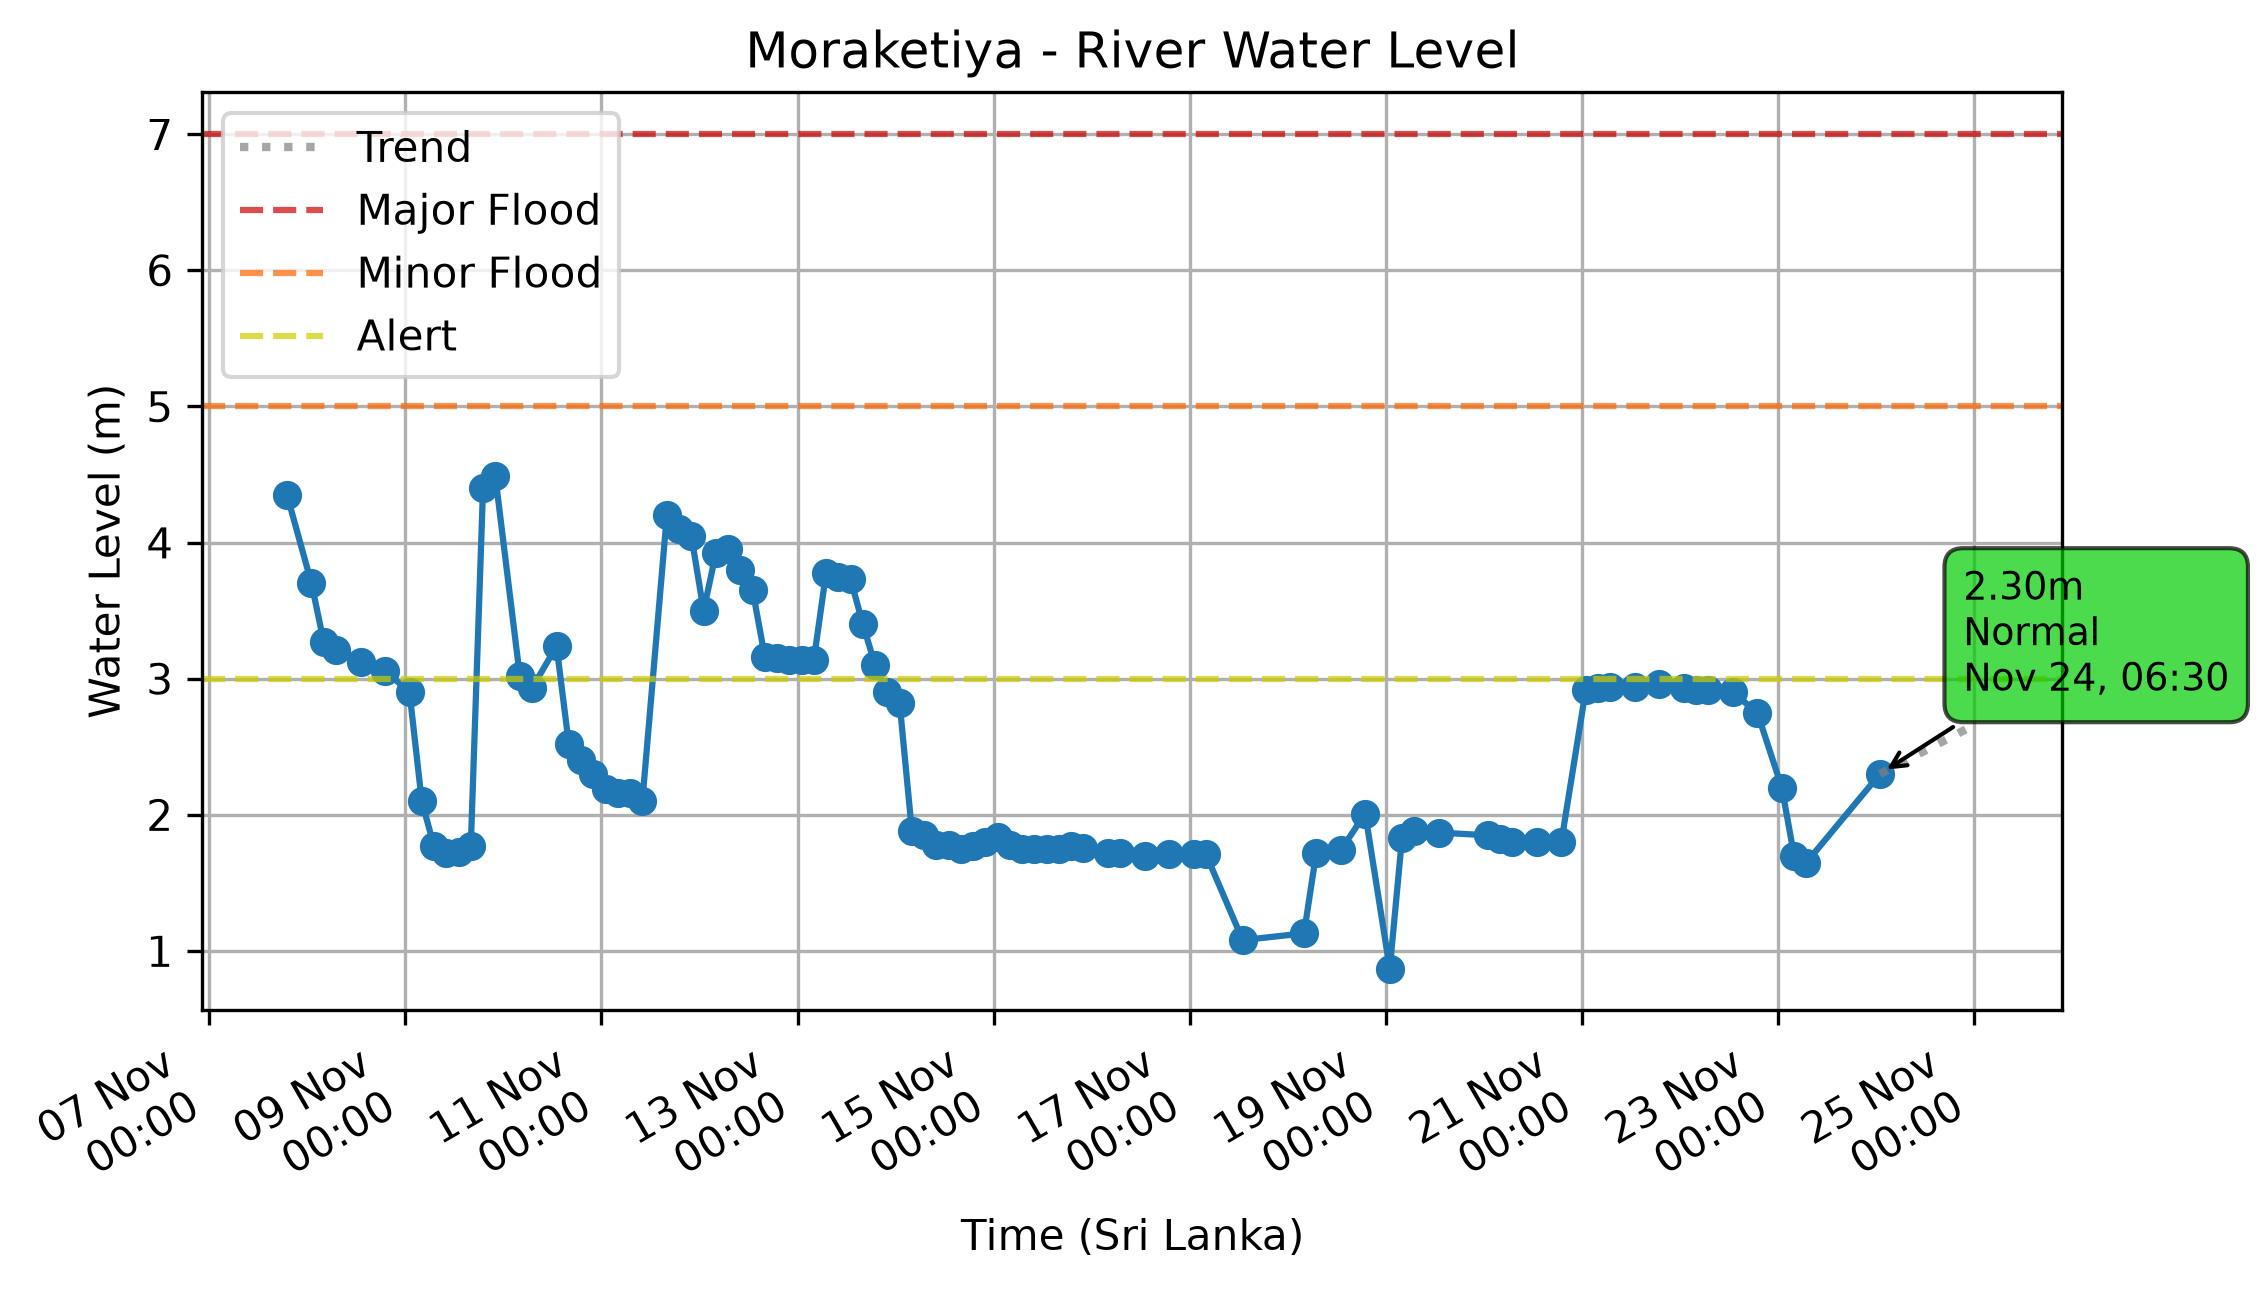 Moraketiya - River Water Level
Trend
Major Flood
Minor Flood
Alert
Water Level (m)
7
6
5
4
3
2
1
2.30m
Normal
Nov 24, 06:30
07 Nov
00:00
09 Nov
00:00
11 Nov
00:00
13 Nov
00:00
15 Nov
00:00
17 Nov
00:00
19 Nov
00:00
21 Nov
00:00
23 Nov
00:00
25 Nov
00:00
Time (Sri Lanka)